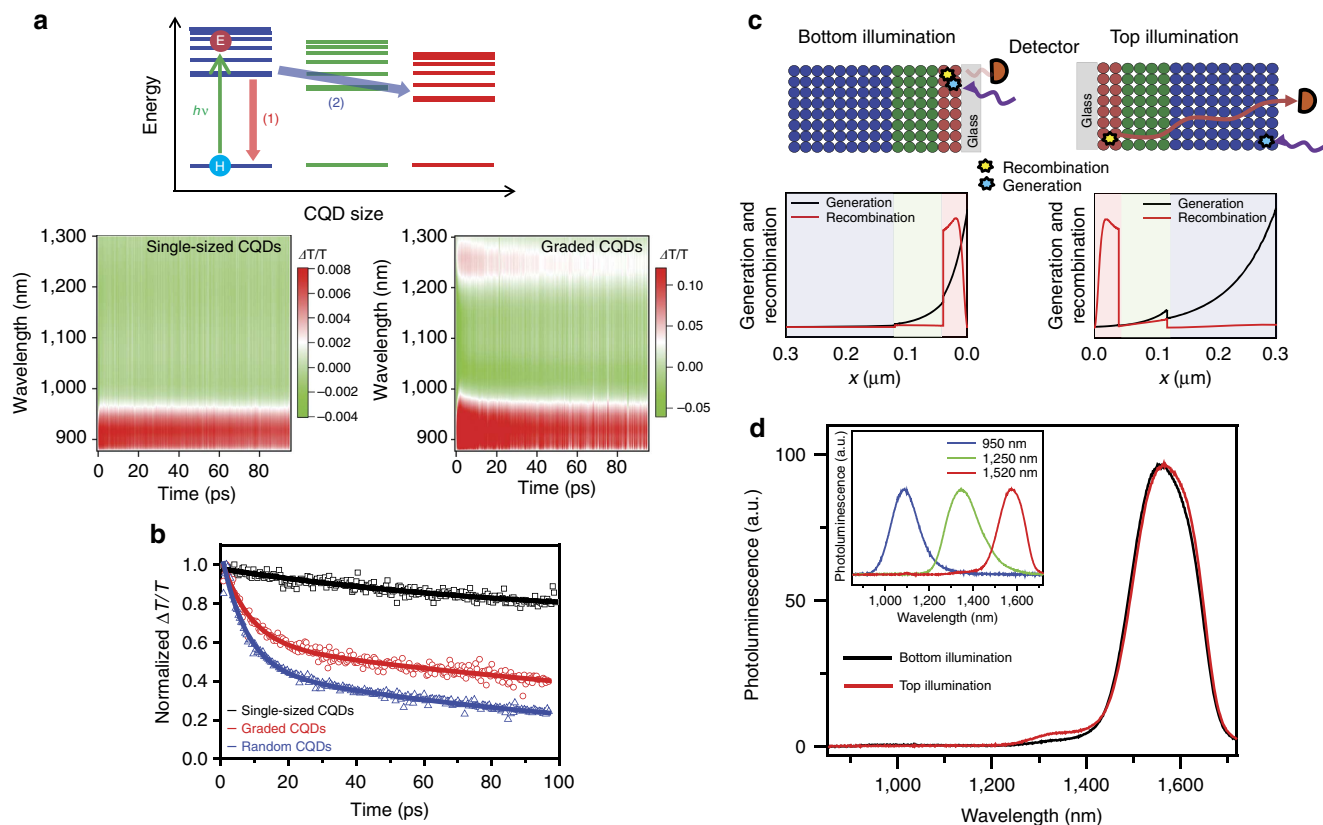 a
Energy
E
hν
(1)
(2)
H
CQD size
1,300
1,200
1,100
1,000
900
Wavelength (nm)
Single-sized CQDs
ΔT/T
0.008
0.006
0.004
0.002
0.000
−0.002
−0.004
0 20 40 60 80
Time (ps)
1,300
1,200
1,100
1,000
900
Wavelength (nm)
Graded CQDs
ΔT/T
0.10
0.05
0.00
−0.05
0 20 40 60 80
Time (ps)
b
Normalized ΔT/T
1.0
0.8
0.6
0.4
0.2
0.0
Single-sized CQDs
Graded CQDs
Random CQDs
0 20 40 60 80 100
Time (ps)
c
Bottom illumination
Detector
Top illumination
Glass
Glass
Recombination
Generation
Generation and
recombination
Generation
Recombination
0.3 0.1 0.0
x (μm)
Generation and
recombination
Generation
Recombination
0.0 0.1 0.3
x (μm)
d
Photoluminescence (a.u.)
100
50
0
Photoluminescence (a.u.)
950 nm
1,250 nm
1,520 nm
1,000 1,200 1,400 1,600
Wavelength (nm)
Bottom illumination
Top illumination
1,000 1,200 1,400 1,600
Wavelength (nm)